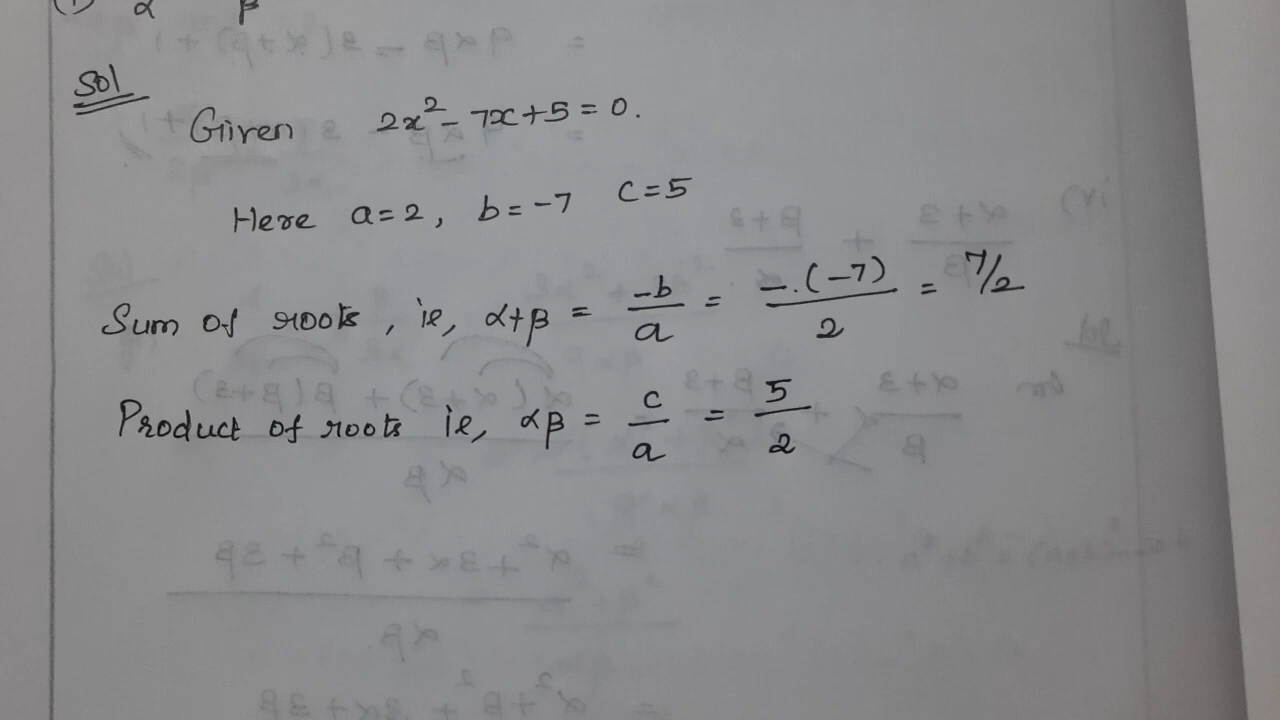 α β
Sol
Given 2x² - 7x + 5 = 0.
Here a = 2, b = -7 c = 5
Sum of roots, ie, α+β = -b/a = -.(-7)/2 = 7/2
Product of roots ie, αβ = c/a = 5/2